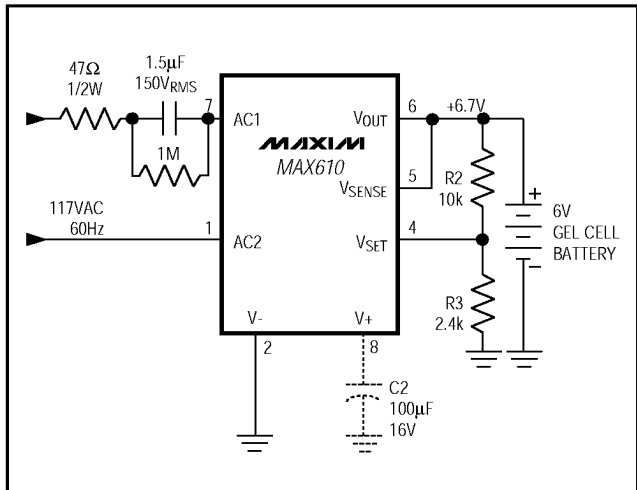 47Ω
1/2W
1.5μF
150VRMS
7
AC1
1M
117VAC
60Hz
1
AC2
MAXIM
MAX610
VOUT
6
+6.7V
VSENSE
5
VSET
4
R2
10k
R3
2.4k
+
6V
GEL CELL
BATTERY
–
V-
2
V+
8
C2
100μF
16V